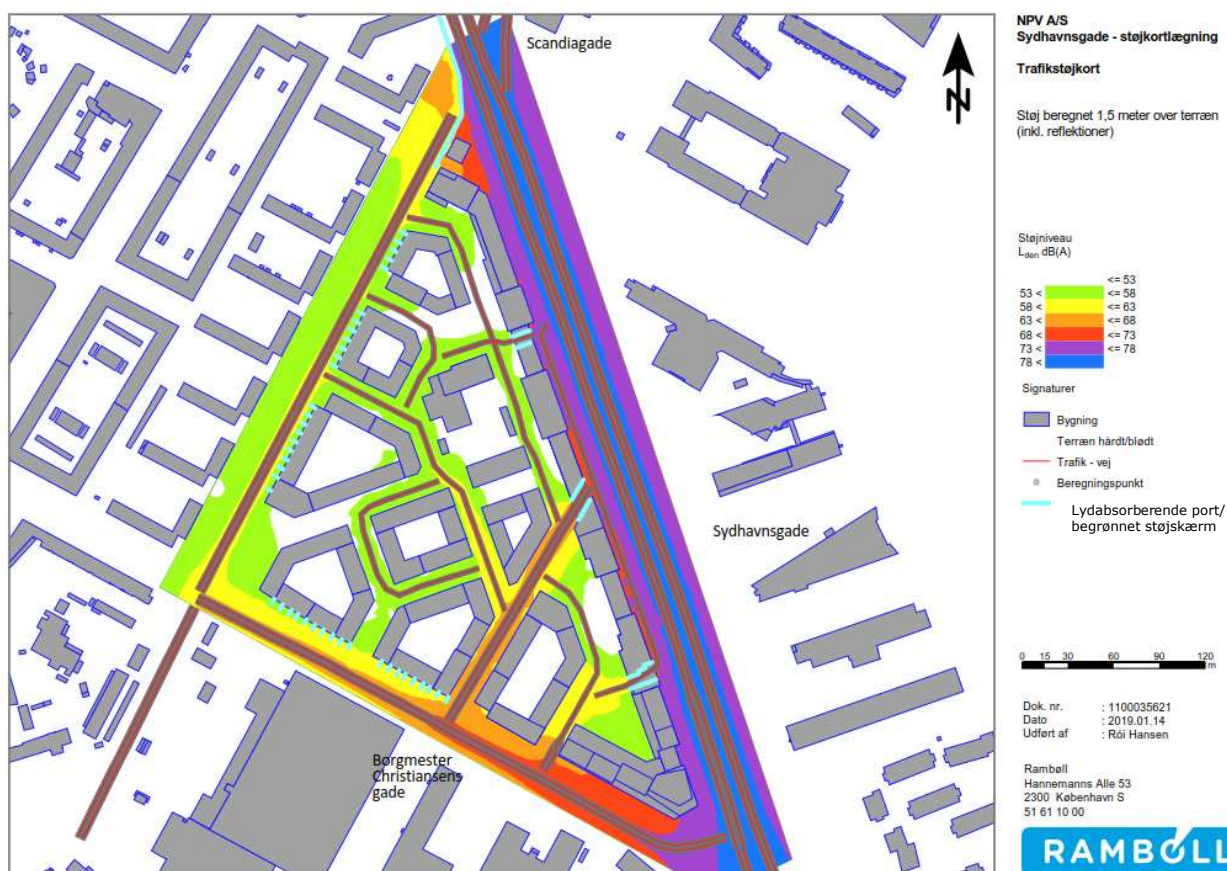 Scandiagade
Sydhavnsgade
Borgmester
Christiansens
gade
N
NPV A/S
Sydhavnsgade - støjkortlægning
Trafikstøjkort
Støj beregnet 1,5 meter over terræn
(inkl. reflektioner)
Støjniveau
Lden dB(A)
<= 53
53 < <= 58
58 < <= 63
63 < <= 68
68 < <= 73
73 < <= 78
78 <
Signaturer
Bygning
Terræn hårdt/blødt
Trafik - vej
Beregningspunkt
Lydabsorberende port/
begrønnet støjskærm
0 15 30 60 90 120
m
Dok. nr. : 1100035621
Dato : 2019.01.14
Udført af : Rói Hansen
Rambøll
Hannemanns Alle 53
2300 København S
51 61 10 00
RAMBØLL